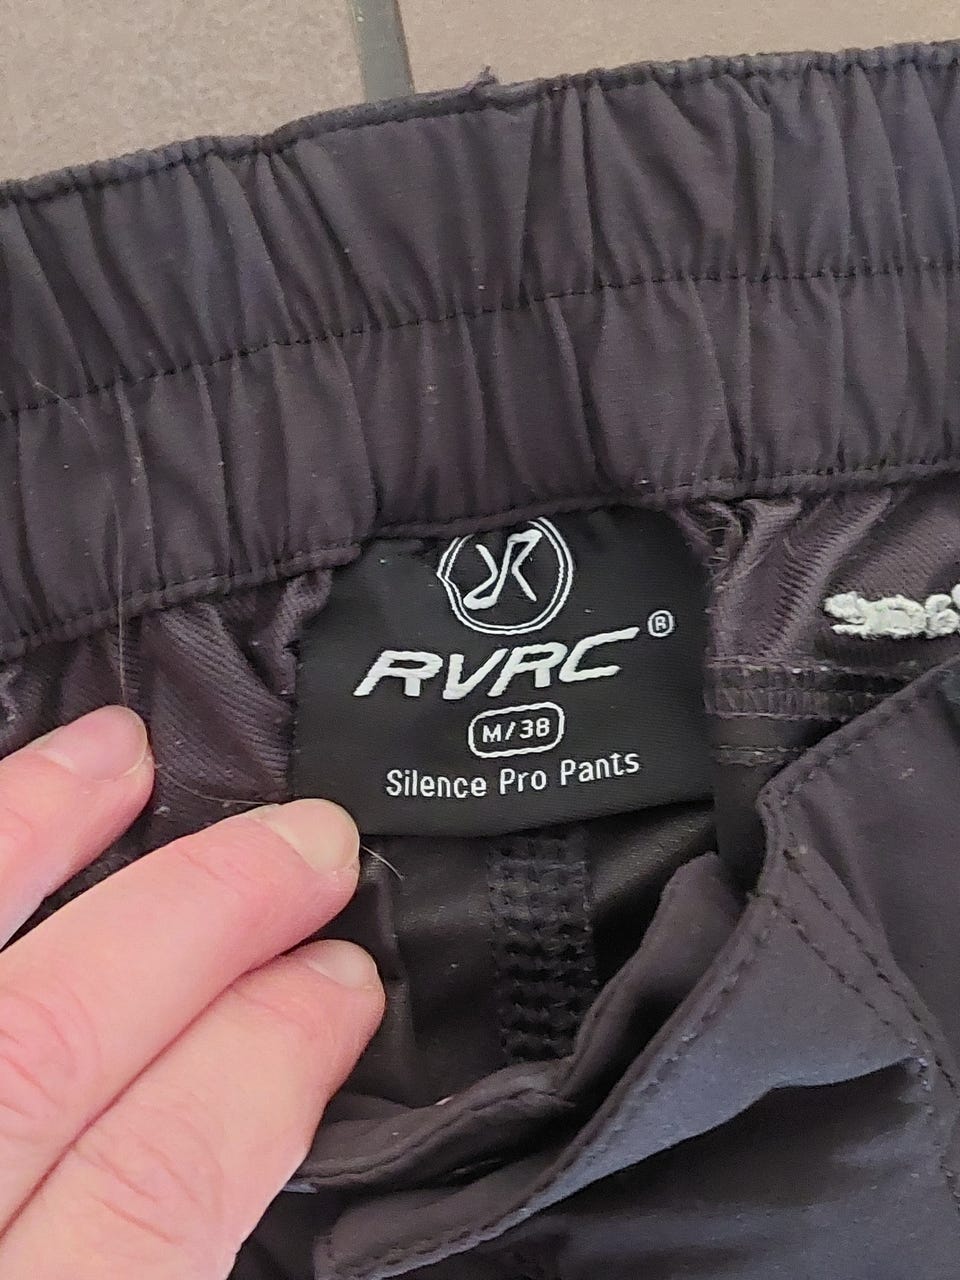 RVRC®
M/38
Silence Pro Pants